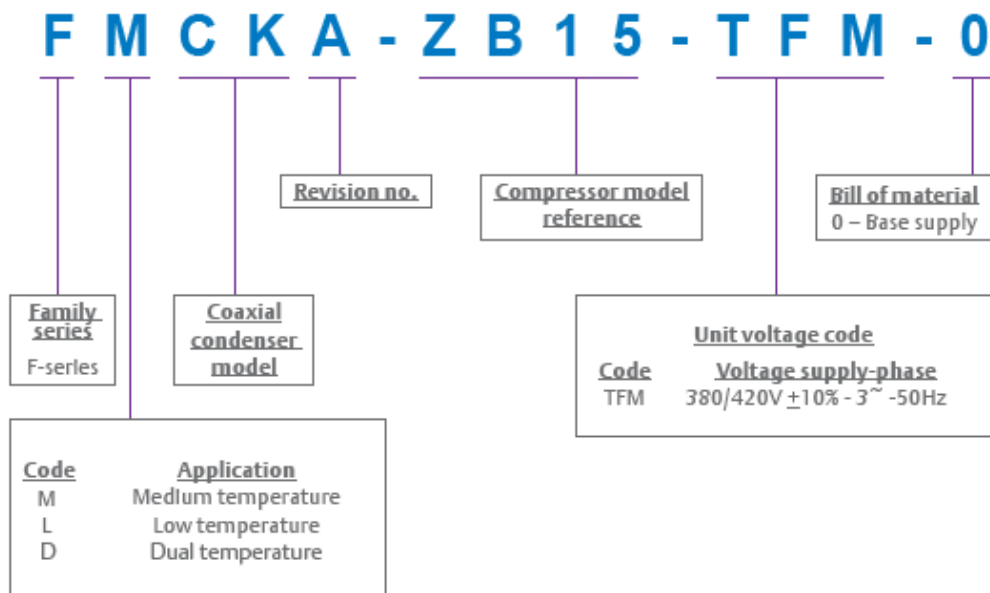 F M C K A - Z B 1 5 - T F M - 0
Revision no.
Compressor model
reference
Bill of material
0 – Base supply
Family
series
F-series
Coaxial
condenser
model
Unit voltage code
Code Voltage supply-phase
TFM 380/420V ±10% - 3~ -50Hz
Code Application
M Medium temperature
L Low temperature
D Dual temperature